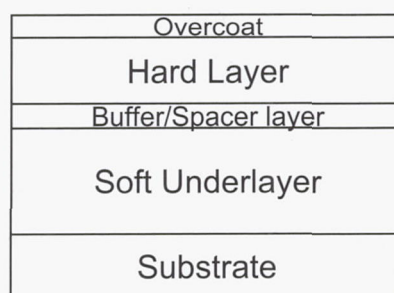 Overcoat
Hard Layer
Buffer/Spacer layer
Soft Underlayer
Substrate